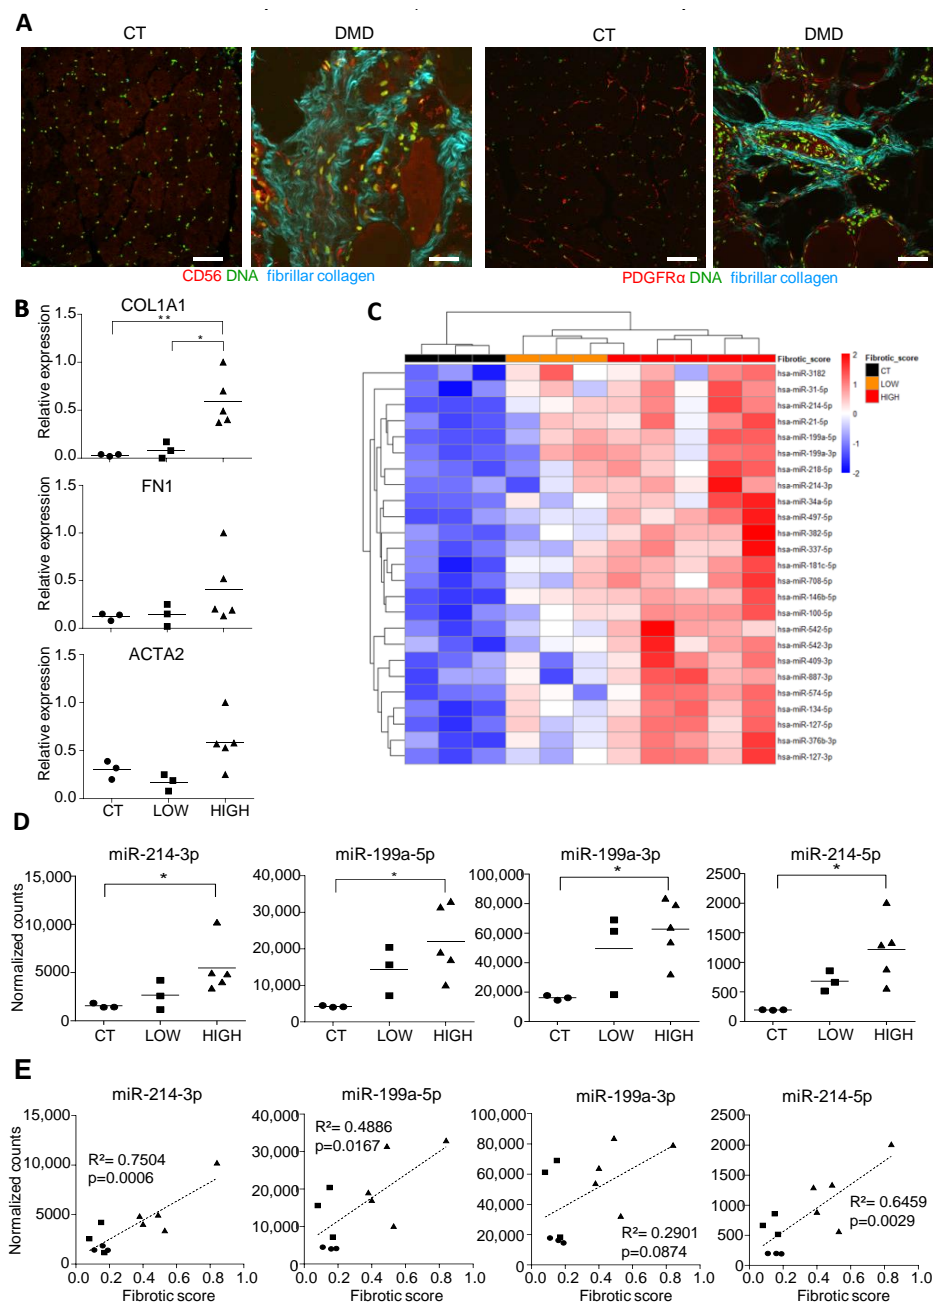 A
CT
DMD
CT
DMD
CD56 DNA fibrillar collagen
PDGFRα DNA fibrillar collagen
B
COL1A1
Relative expression
1.5
1.0
0.5
0.0
**
*
FN1
Relative expression
1.5
1.0
0.5
0.0
ACTA2
Relative expression
1.5
1.0
0.5
0.0
CT LOW HIGH
C
Fibrotic_score
hsa-miR-3182
hsa-miR-31-5p
hsa-miR-214-5p
hsa-miR-21-5p
hsa-miR-199a-5p
hsa-miR-199a-3p
hsa-miR-218-5p
hsa-miR-214-3p
hsa-miR-34a-5p
hsa-miR-497-5p
hsa-miR-382-5p
hsa-miR-337-5p
hsa-miR-181c-5p
hsa-miR-708-5p
hsa-miR-146b-5p
hsa-miR-100-5p
hsa-miR-542-5p
hsa-miR-542-3p
hsa-miR-409-3p
hsa-miR-887-3p
hsa-miR-574-5p
hsa-miR-134-5p
hsa-miR-127-5p
hsa-miR-376b-3p
hsa-miR-127-3p
2
1
0
-1
-2
Fibrotic_score
CT
LOW
HIGH
D
miR-214-3p
Normalized counts
15,000
10,000
5000
0
*
CT LOW HIGH
miR-199a-5p
40,000
30,000
20,000
10,000
0
*
CT LOW HIGH
miR-199a-3p
100,000
80,000
60,000
40,000
20,000
0
*
CT LOW HIGH
miR-214-5p
2500
2000
1500
1000
500
0
*
CT LOW HIGH
E
miR-214-3p
Normalized counts
15,000
10,000
5000
0
R²= 0.7504
p=0.0006
0.0 0.2 0.4 0.6 0.8 1.0
Fibrotic score
miR-199a-5p
40,000
30,000
20,000
10,000
0
R²= 0.4886
p=0.0167
0.0 0.2 0.4 0.6 0.8 1.0
Fibrotic score
miR-199a-3p
100,000
80,000
60,000
40,000
20,000
0
R²= 0.2901
p=0.0874
0.0 0.2 0.4 0.6 0.8 1.0
Fibrotic score
miR-214-5p
2500
2000
1500
1000
500
0
R²= 0.6459
p=0.0029
0.0 0.2 0.4 0.6 0.8 1.0
Fibrotic score